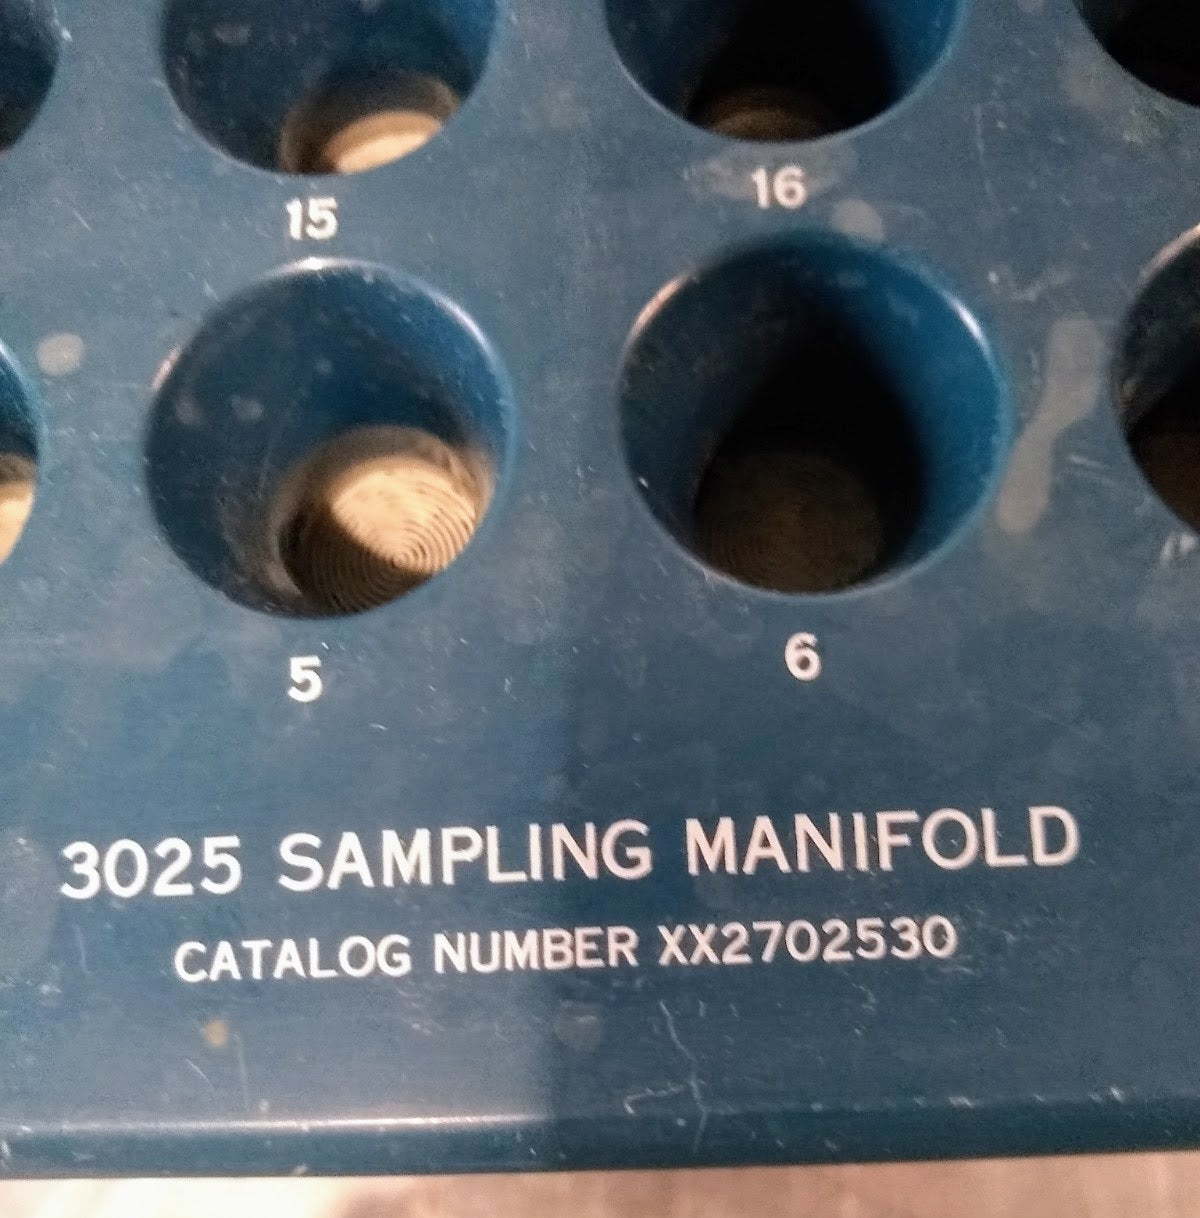 15 16
5 6
3025 SAMPLING MANIFOLD
CATALOG NUMBER XX2702530